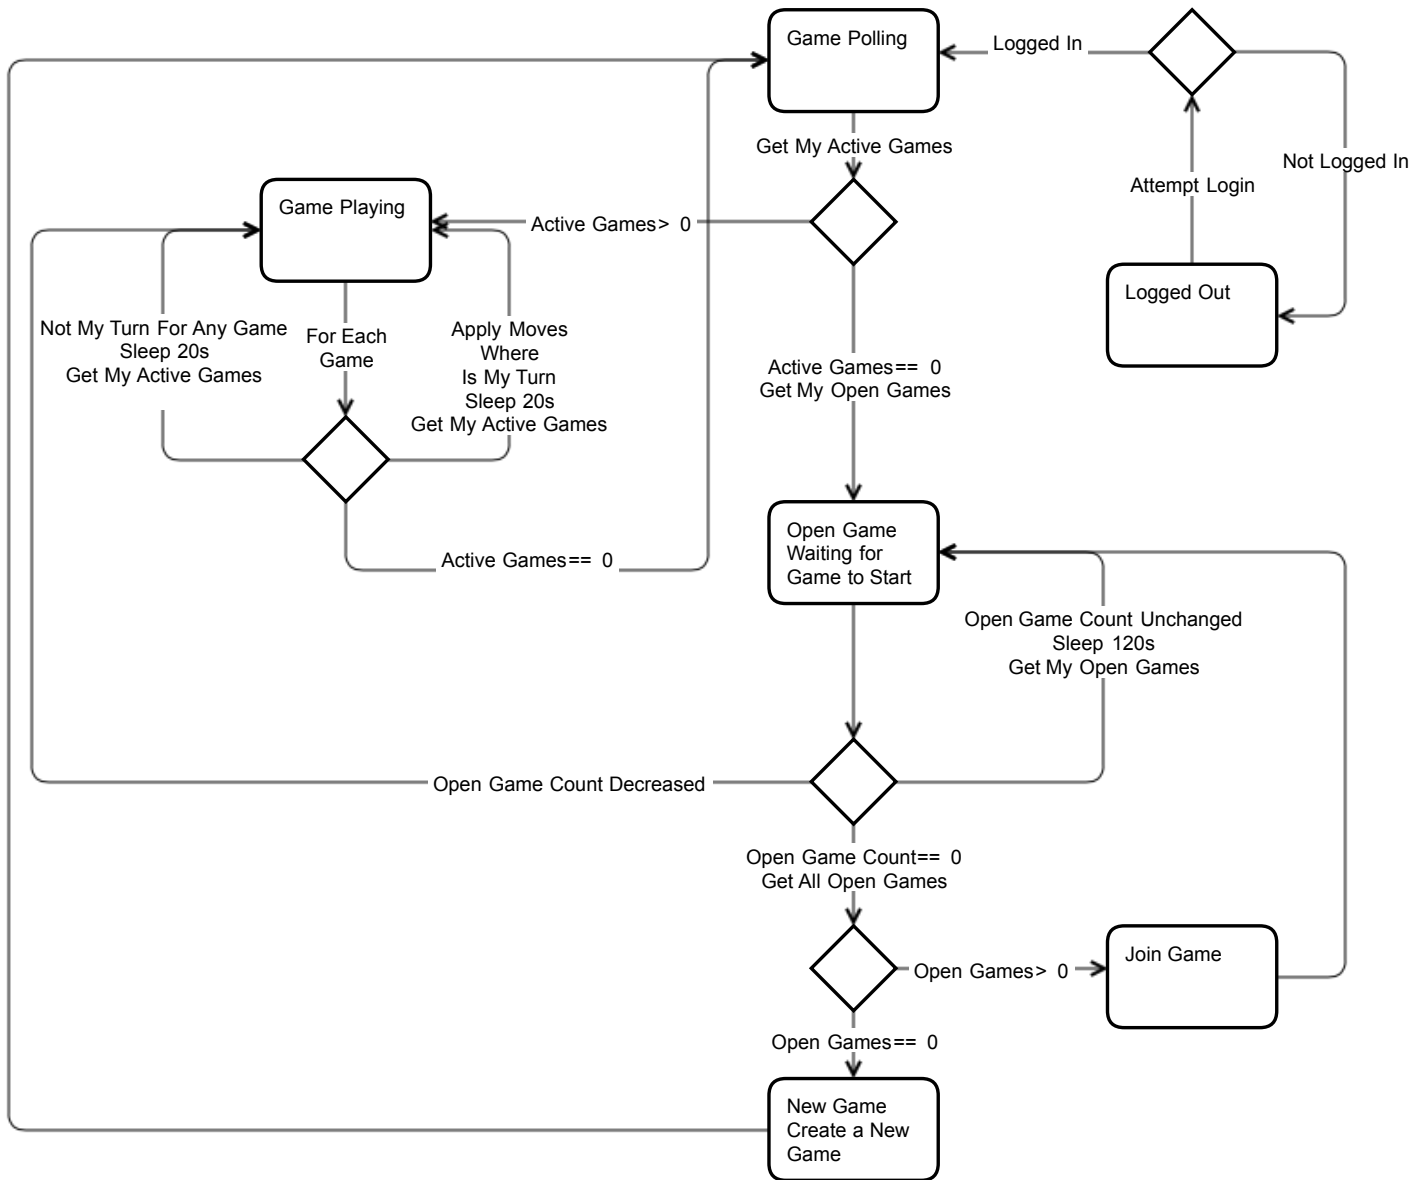 Game Polling
Logged In
Get My Active Games
Not Logged In
Attempt Login
Game Playing
Active Games> 0
Logged Out
Not My Turn For Any Game
Sleep 20s
Get My Active Games
For Each
Game
Apply Moves
Where
Is My Turn
Sleep 20s
Get My Active Games
Active Games== 0
Get My Open Games
Active Games== 0
Open Game
Waiting for
Game to Start
Open Game Count Unchanged
Sleep 120s
Get My Open Games
Open Game Count Decreased
Open Game Count== 0
Get All Open Games
Open Games> 0
Join Game
Open Games== 0
New Game
Create a New
Game